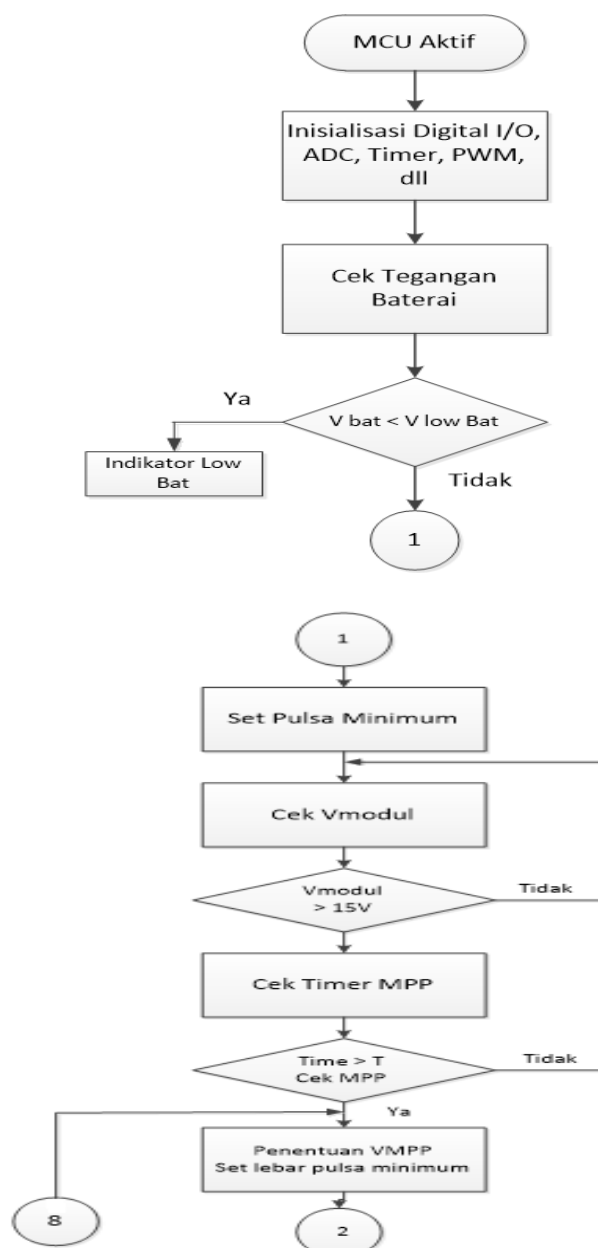 MCU Aktif
Inisialisasi Digital I/O,
ADC, Timer, PWM,
dll
Cek Tegangan
Baterai
Ya
V bat < V low Bat
Indikator Low
Bat
Tidak
1
1
Set Pulsa Minimum
Cek Vmodul
Vmodul
> 15V
Tidak
Cek Timer MPP
Time > T
Cek MPP
Tidak
Ya
Penentuan VMPP
Set lebar pulsa minimum
8
2